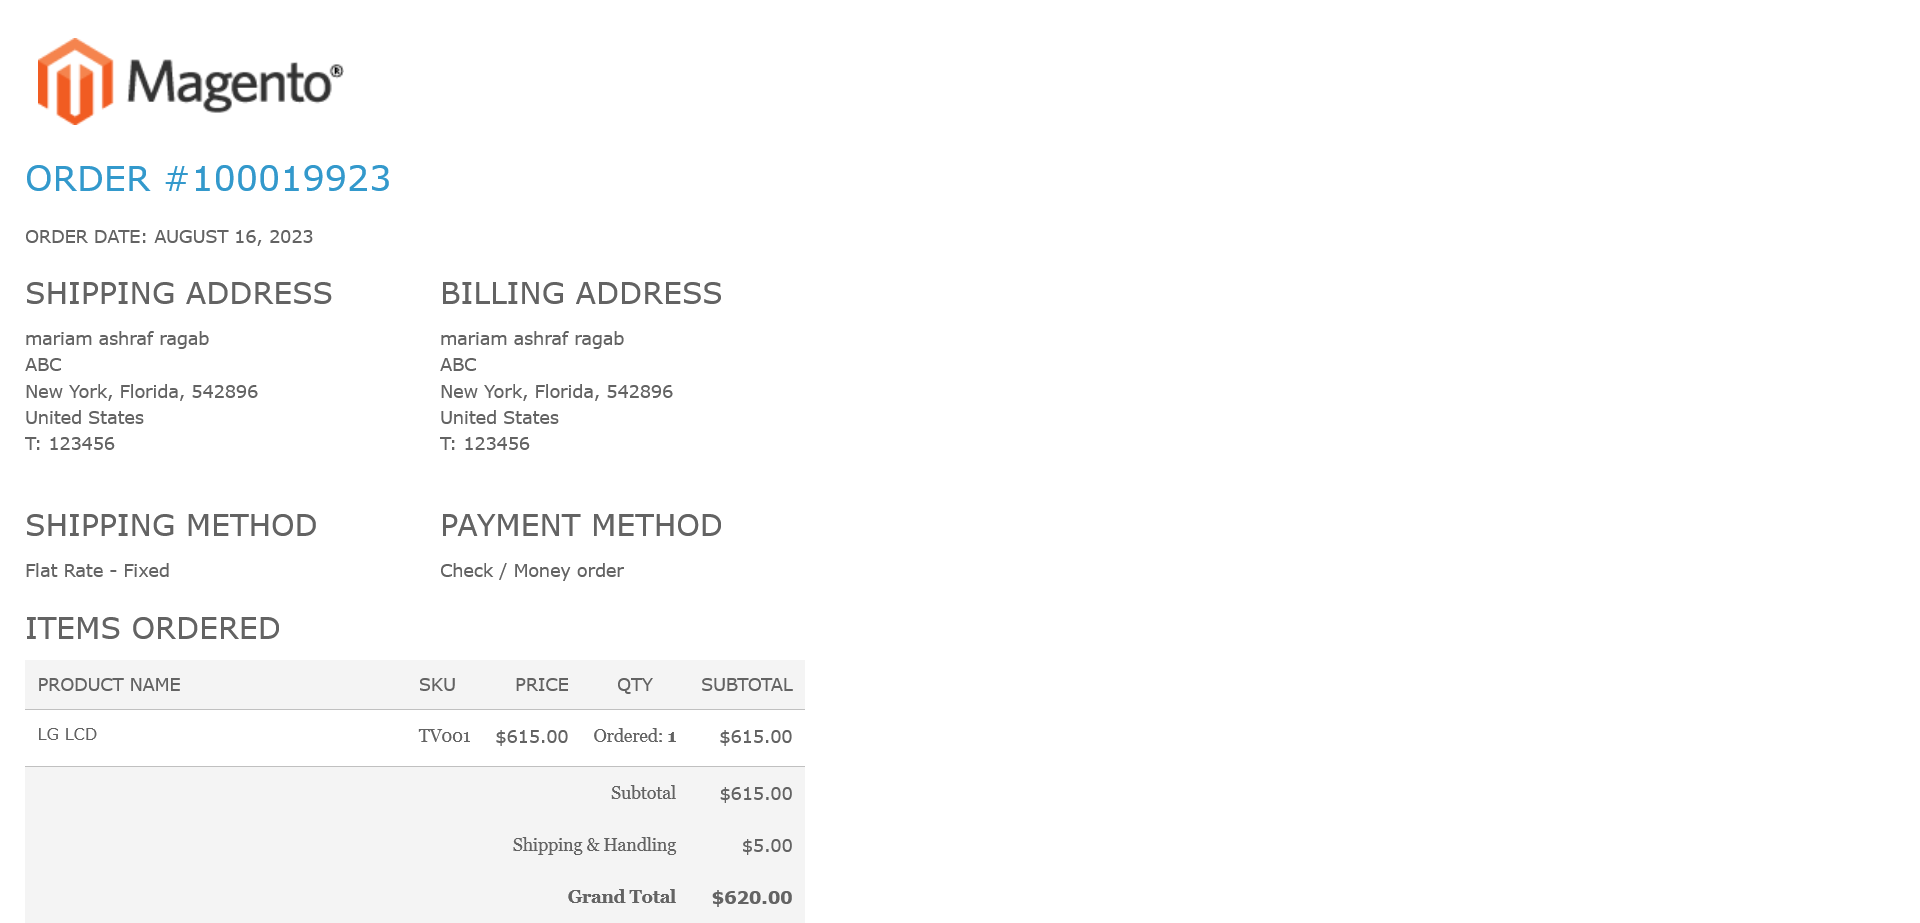 Magento®
ORDER #100019923
ORDER DATE: AUGUST 16, 2023
SHIPPING ADDRESS
mariam ashraf ragab
ABC
New York, Florida, 542896
United States
T: 123456
BILLING ADDRESS
mariam ashraf ragab
ABC
New York, Florida, 542896
United States
T: 123456
SHIPPING METHOD
Flat Rate - Fixed
PAYMENT METHOD
Check / Money order
ITEMS ORDERED
PRODUCT NAME SKU PRICE QTY SUBTOTAL
LG LCD TV001 $615.00 Ordered: 1 $615.00
Subtotal $615.00
Shipping & Handling $5.00
Grand Total $620.00